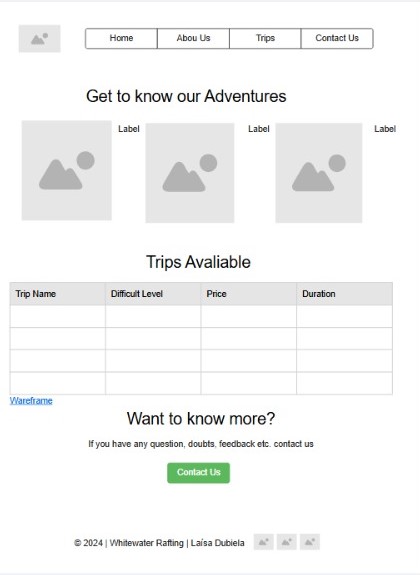 Home Abou Us Trips Contact Us
Get to know our Adventures
Label Label Label
Trips Avaliable
Trip Name Difficult Level Price Duration
Wareframe
Want to know more?
If you have any question, doubts, feedback etc. contact us
Contact Us
© 2024 | Whitewater Rafting | Laísa Dubiela